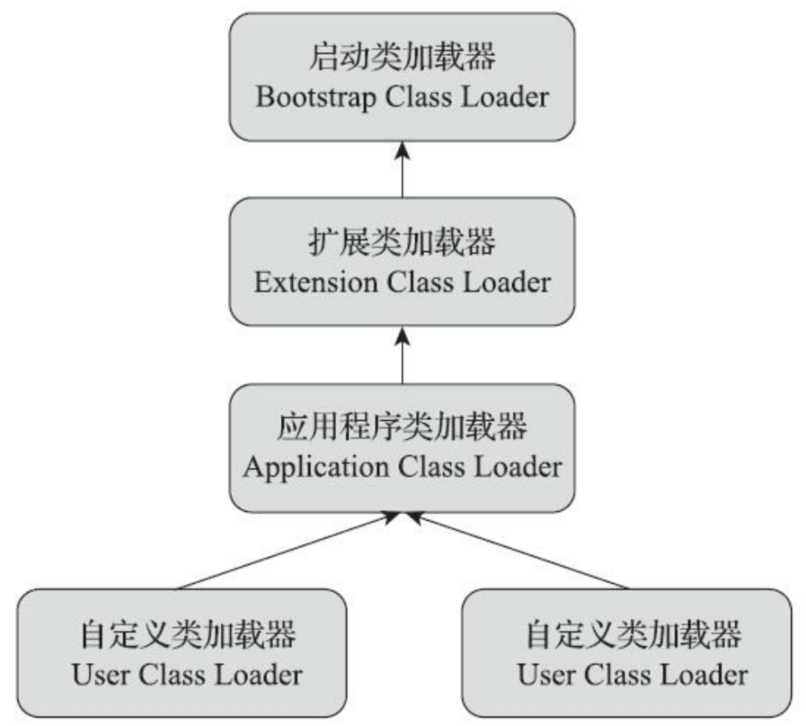 启动类加载器
Bootstrap Class Loader
扩展类加载器
Extension Class Loader
应用程序类加载器
Application Class Loader
自定义类加载器
User Class Loader
自定义类加载器
User Class Loader